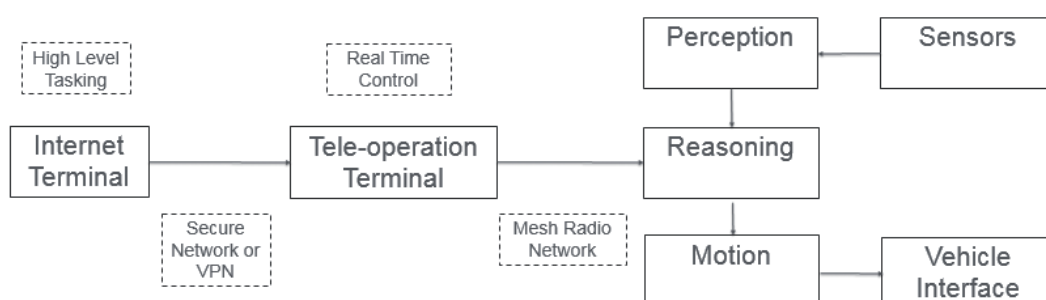 High Level
Tasking
Real Time
Control
Perception
Sensors
Internet
Terminal
Tele-operation
Terminal
Reasoning
Secure
Network or
VPN
Mesh Radio
Network
Motion
Vehicle
Interface